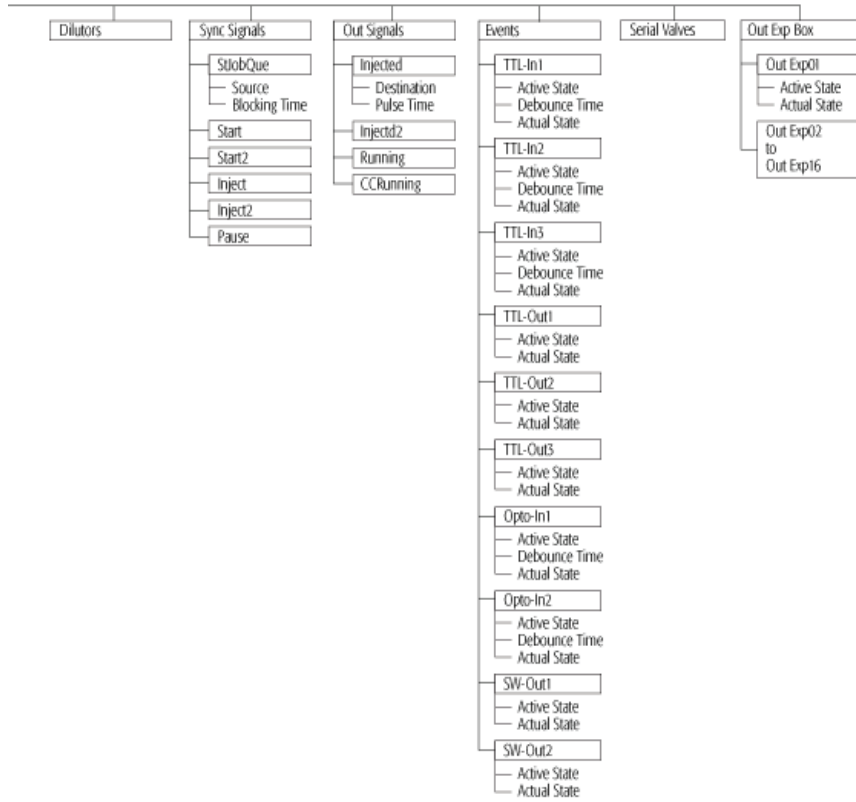 Dilutors
Sync Signals
StJobQue
Source
Blocking Time
Start
Start2
Inject
Inject2
Pause
Out Signals
Injected
Destination
Pulse Time
Injectd2
Running
CCRunning
Events
TTL-In1
Active State
Debounce Time
Actual State
TTL-In2
Active State
Debounce Time
Actual State
TTL-In3
Active State
Debounce Time
Actual State
TTL-Out1
Active State
Actual State
TTL-Out2
Active State
Actual State
TTL-Out3
Active State
Actual State
Opto-In1
Active State
Debounce Time
Actual State
Opto-In2
Active State
Debounce Time
Actual State
SW-Out1
Active State
Actual State
SW-Out2
Active State
Actual State
Serial Valves
Out Exp Box
Out Exp01
Active State
Actual State
Out Exp02
to
Out Exp16